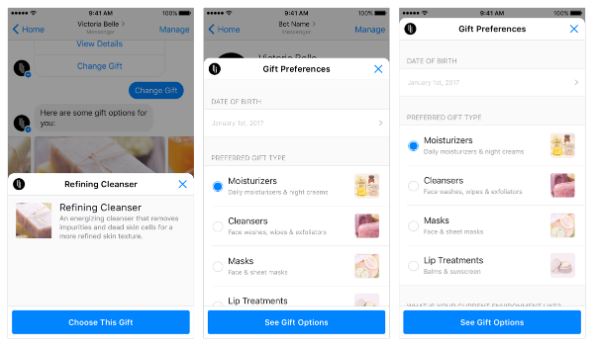 9:41 AM
100%
Home
Victoria Belle >
Messenger
Manage
View Details
Change Gift
Change Gift
Here are some gift options for
you:
Refining Cleanser
Refining Cleanser
An energizing cleanser that removes
impurities and dead skin cells for
a more refined skin texture.
Choose This Gift
9:41 AM
100%
Home
Bot Name >
Messenger
Manage
Victoria Belle
Gift Preferences
DATE OF BIRTH
January 1st, 2017
PREFERRED GIFT TYPE
Moisturizers
Daily moisturizers & night creams
Cleansers
Face washes, wipes & exfoliators
Masks
Face & sheet masks
Lip Treatments
See Gift Options
9:41 AM
100%
Gift Preferences
DATE OF BIRTH
January 1st, 2017
PREFERRED GIFT TYPE
Moisturizers
Daily moisturizers & night creams
Cleansers
Face washes, wipes & exfoliators
Masks
Face & sheet masks
Lip Treatments
Balms & sunscreen
WHAT IS YOUR CURRENT ENVIRONMENT LIKE?
See Gift Options